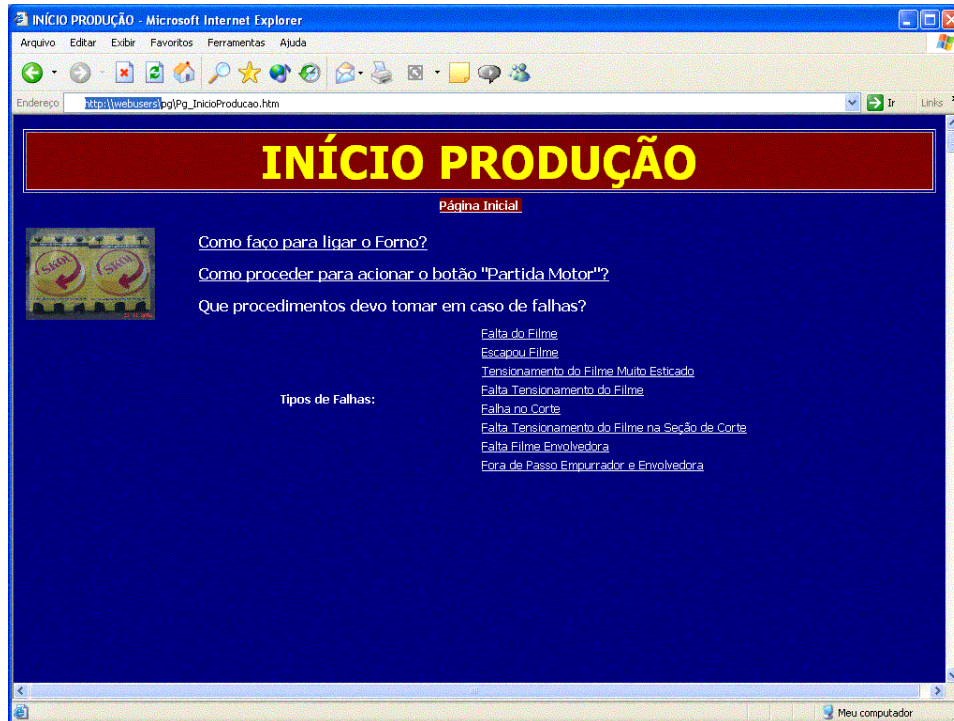 INÍCIO PRODUÇÃO - Microsoft Internet Explorer
Arquivo Editar Exibir Favoritos Ferramentas Ajuda
Endereço http:\\webusers\pg\Pg_InicioProducao.htm Ir Links
INÍCIO PRODUÇÃO
Página Inicial
SKOL SKOL
Como faço para ligar o Forno?
Como proceder para acionar o botão "Partida Motor"?
Que procedimentos devo tomar em caso de falhas?
Tipos de Falhas:
Falta do Filme
Escapou Filme
Tensionamento do Filme Muito Esticado
Falta Tensionamento do Filme
Falha no Corte
Falta Tensionamento do Filme na Seção de Corte
Falta Filme Envolvedora
Fora de Passo Empurrador e Envolvedora
Meu computador